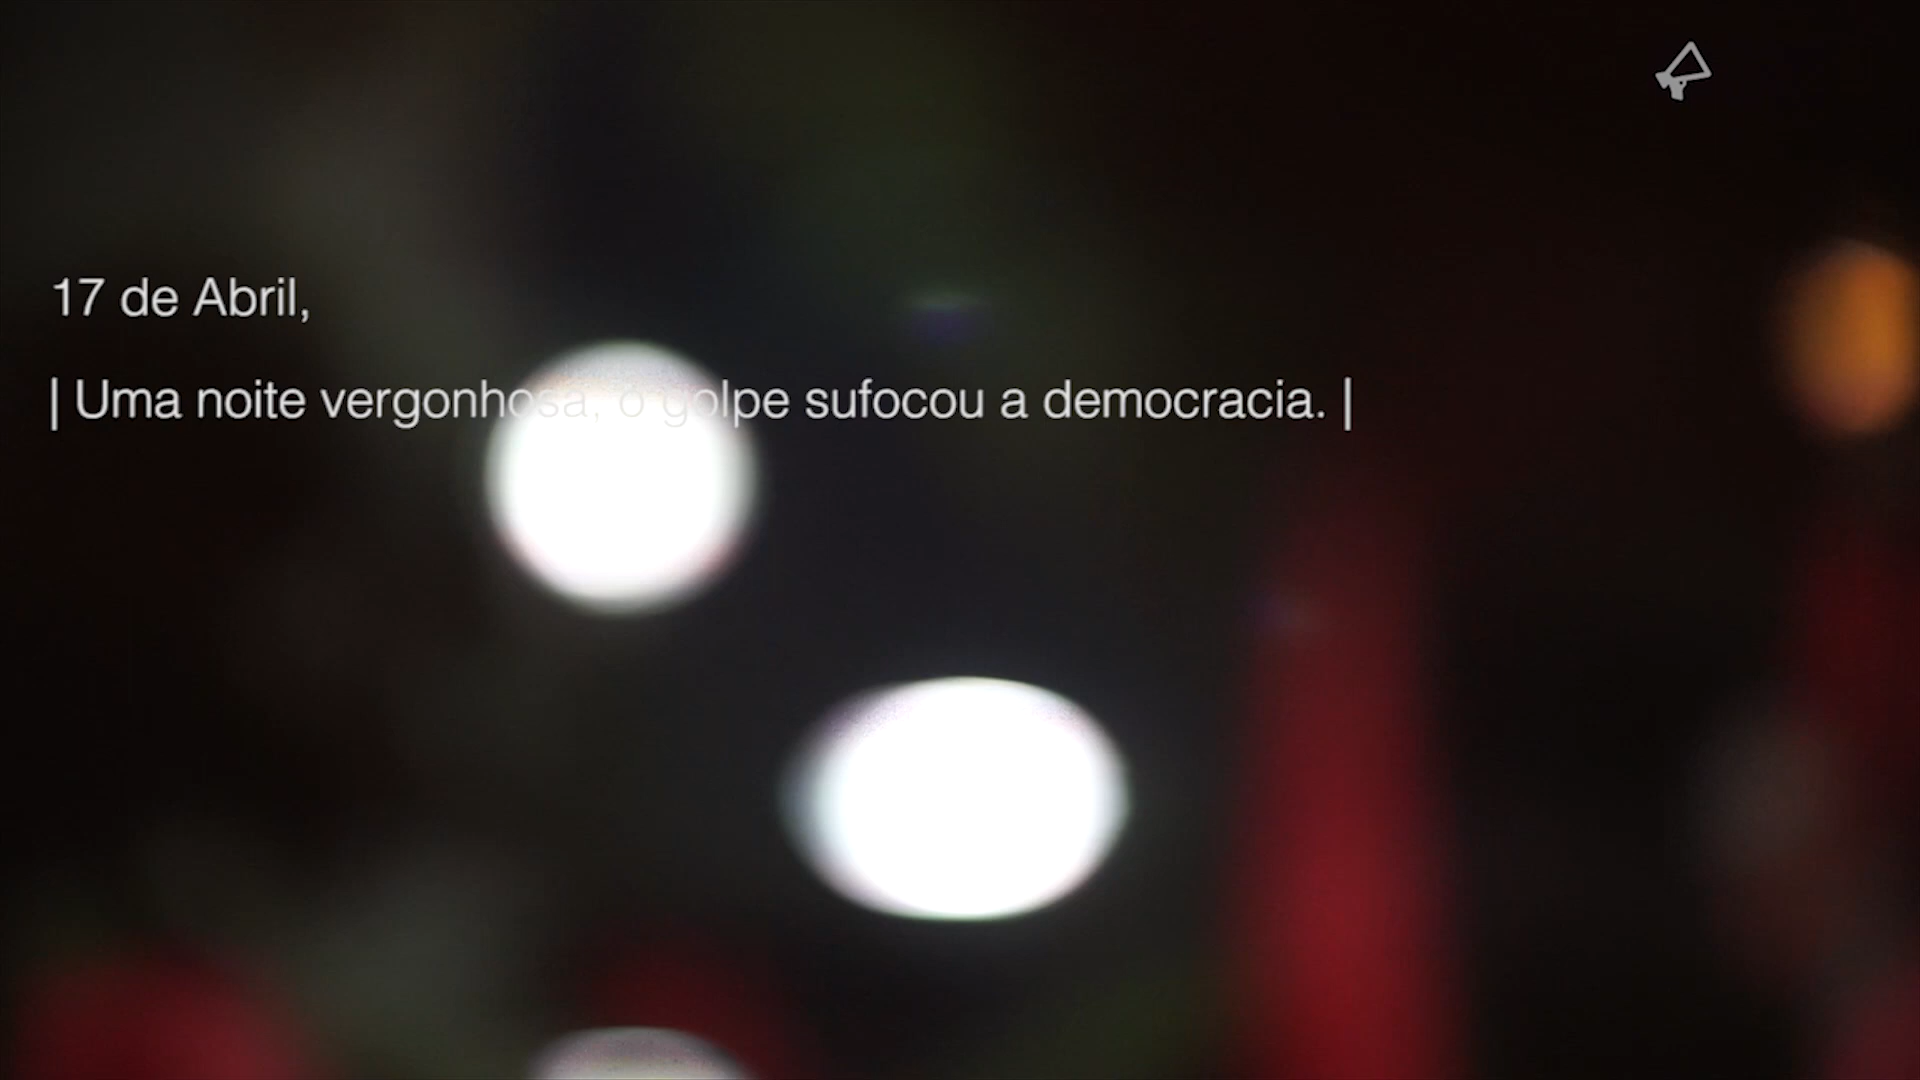 17 de Abril,
| Uma noite vergonhosa, o golpe sufocou a democracia. |